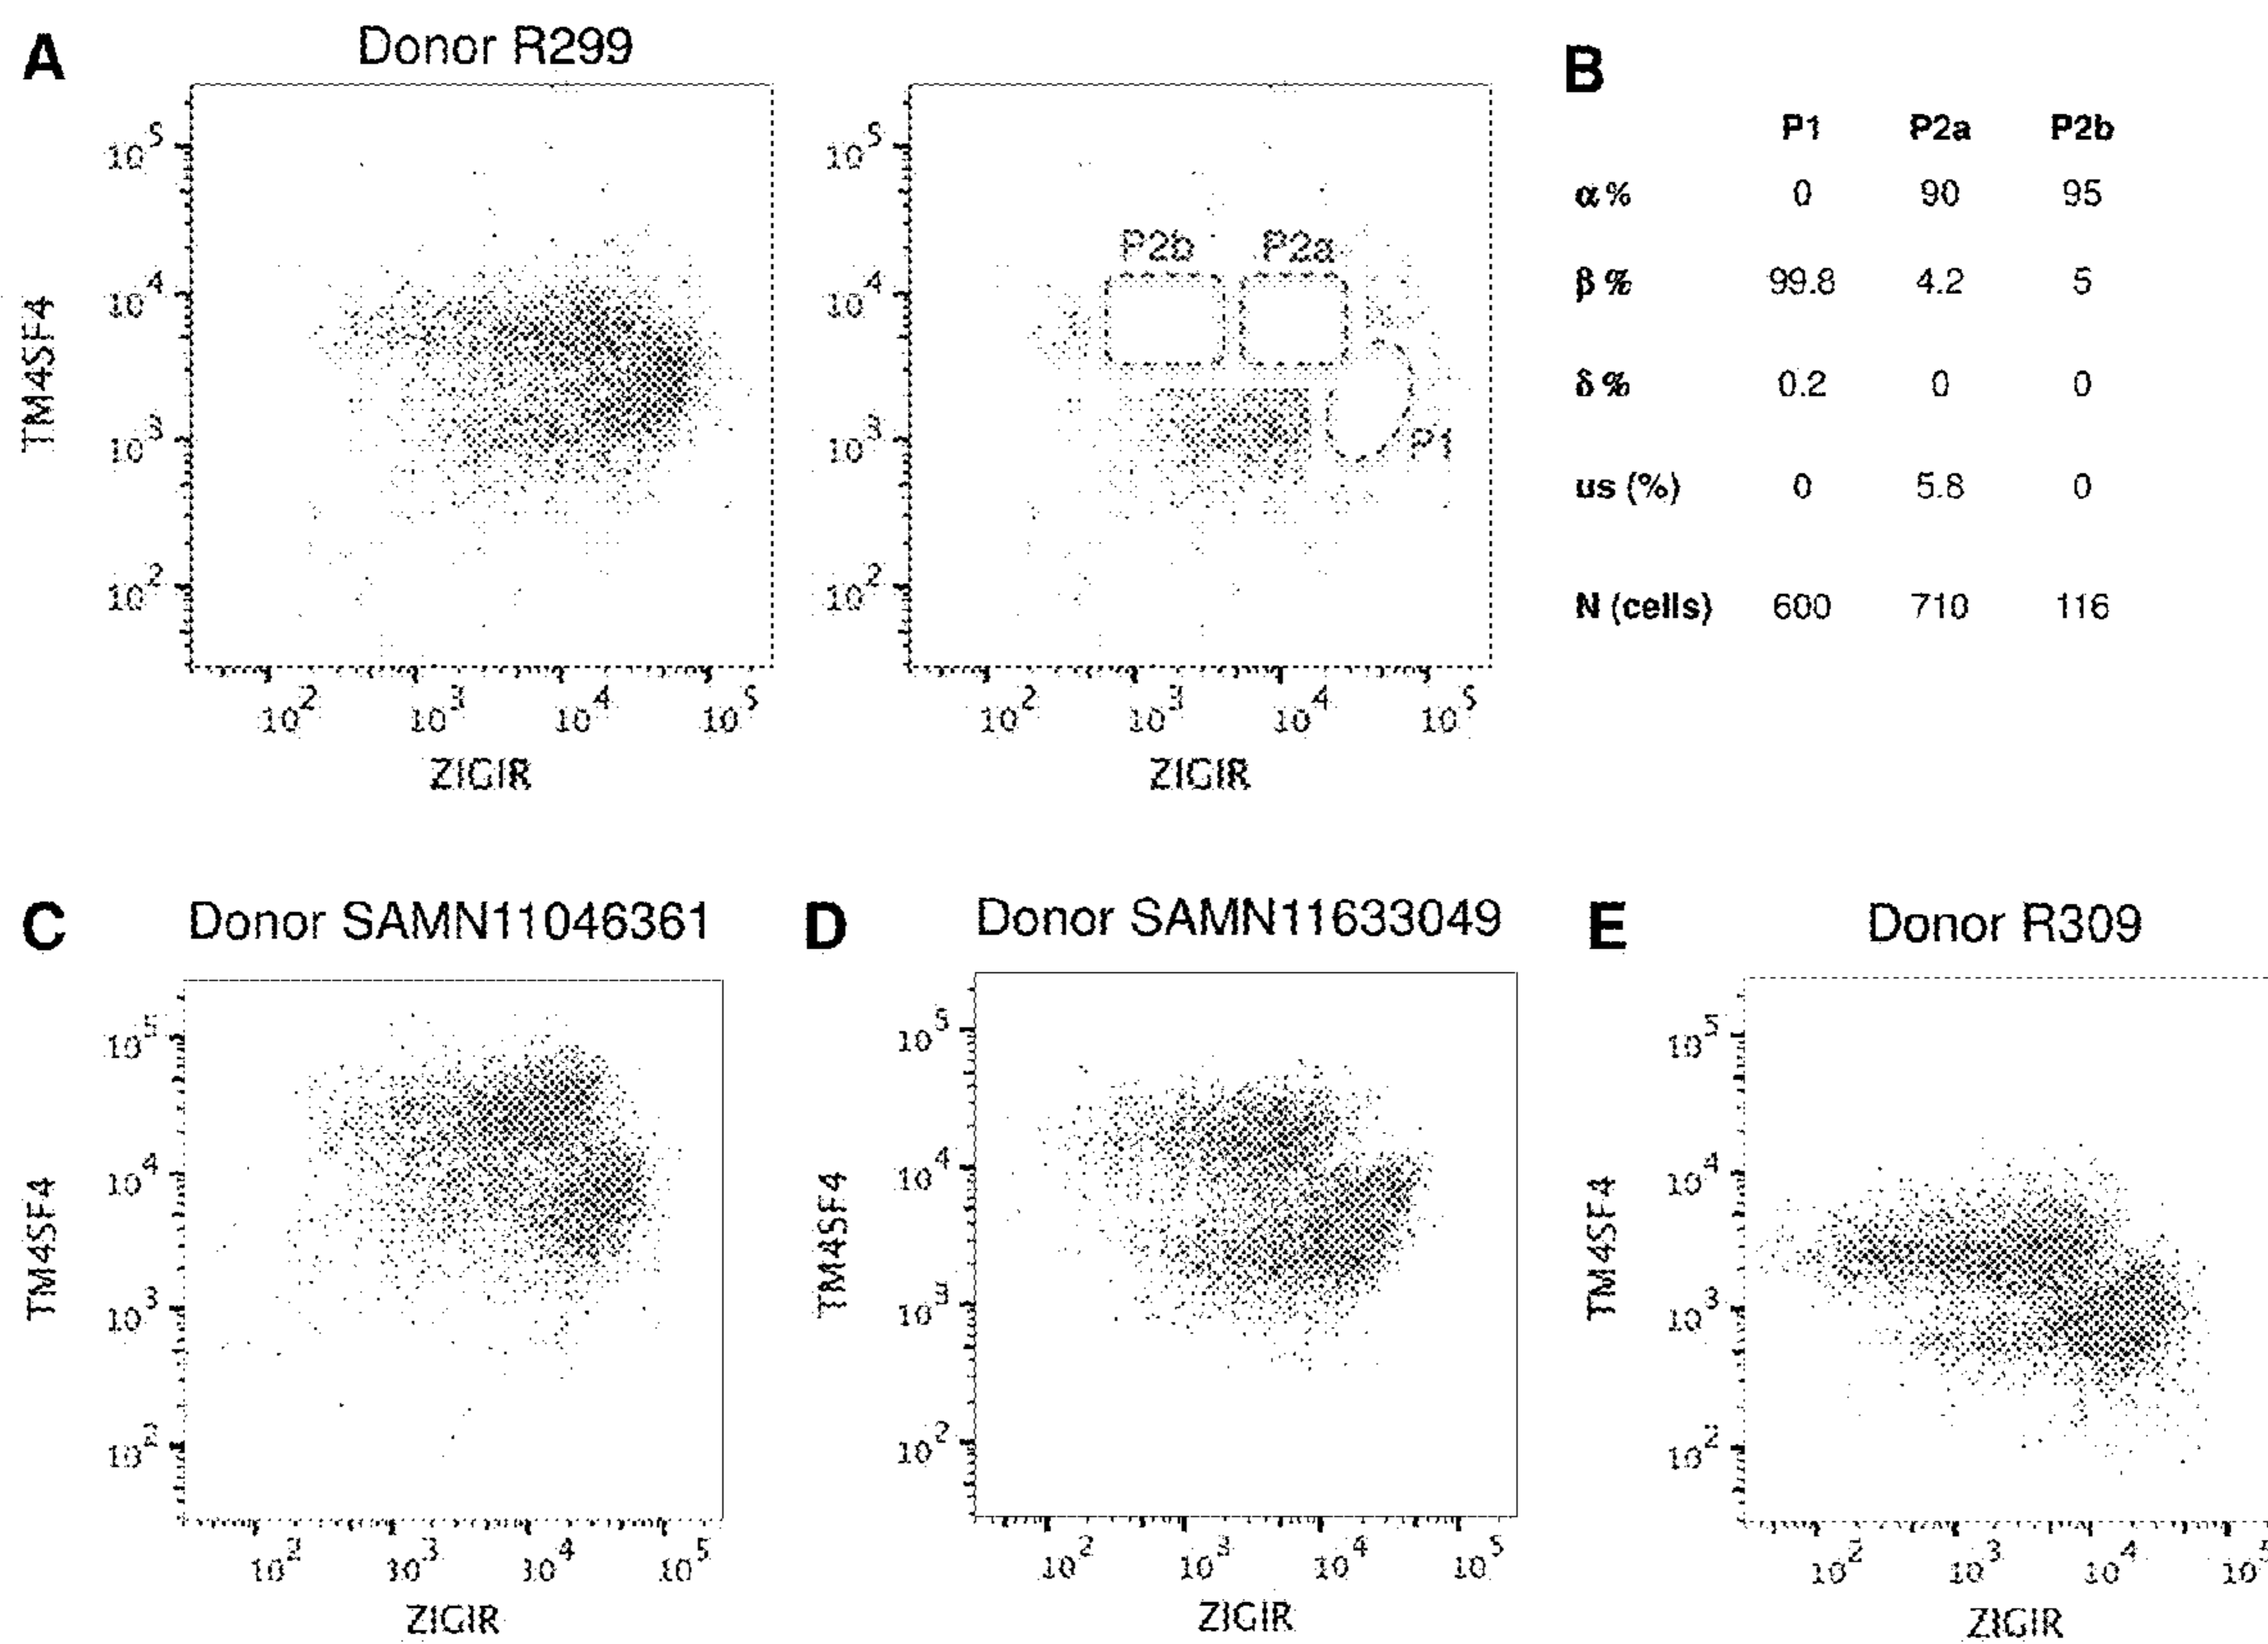 A
Donor R299
10^5
10^4
10^3
10^2
TM4SF4
10^2 10^3 10^4 10^5
ZIGIR
P2b P2a
P1
10^5
10^4
10^3
10^2
10^2 10^3 10^4 10^5
ZIGIR
B
P1 P2a P2b
α % 0 90 95
β % 99.8 4.2 5
δ % 0.2 0 0
us (%) 0 5.8 0
N (cells) 600 710 116
C
Donor SAMN11046361
10^5
10^4
10^3
10^2
TM4SF4
10^2 10^3 10^4 10^5
ZIGIR
D
Donor SAMN11633049
10^5
10^4
10^3
10^2
TM4SF4
10^2 10^3 10^4 10^5
ZIGIR
E
Donor R309
10^5
10^4
10^3
10^2
TM4SF4
10^2 10^3 10^4 10^5
ZIGIR